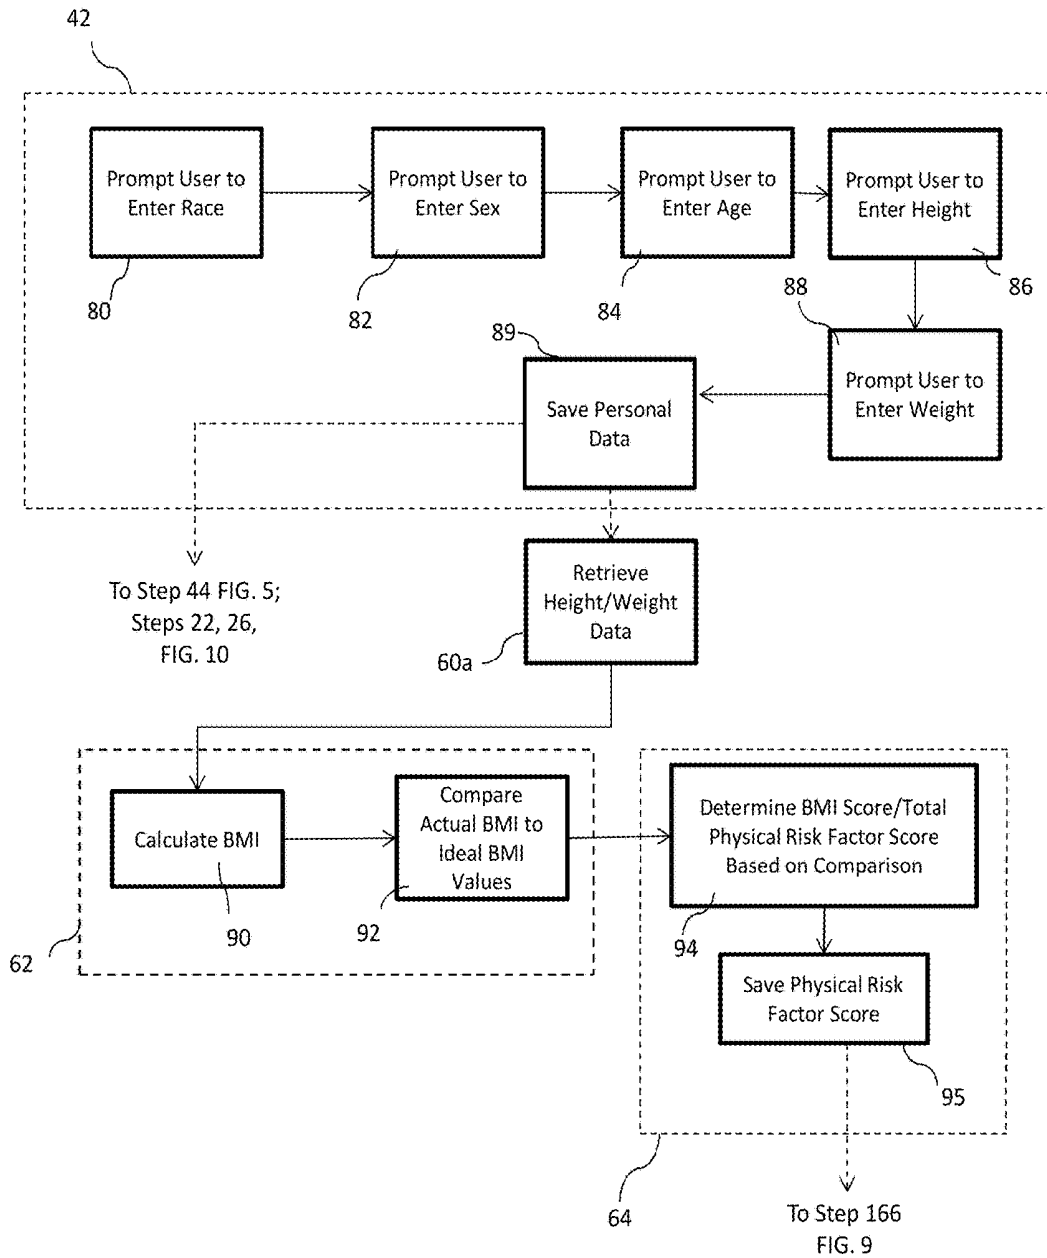 42
Prompt User to
Enter Race
Prompt User to
Enter Sex
Prompt User to
Enter Age
Prompt User to
Enter Height
80
82
84
86
88
89
Save Personal
Data
Prompt User to
Enter Weight
To Step 44 FIG. 5;
Steps 22, 26,
FIG. 10
Retrieve
Height/Weight
Data
60a
Calculate BMI
Compare
Actual BMI to
Ideal BMI
Values
Determine BMI Score/Total
Physical Risk Factor Score
Based on Comparison
90
92
94
62
Save Physical Risk
Factor Score
95
64
To Step 166
FIG. 9